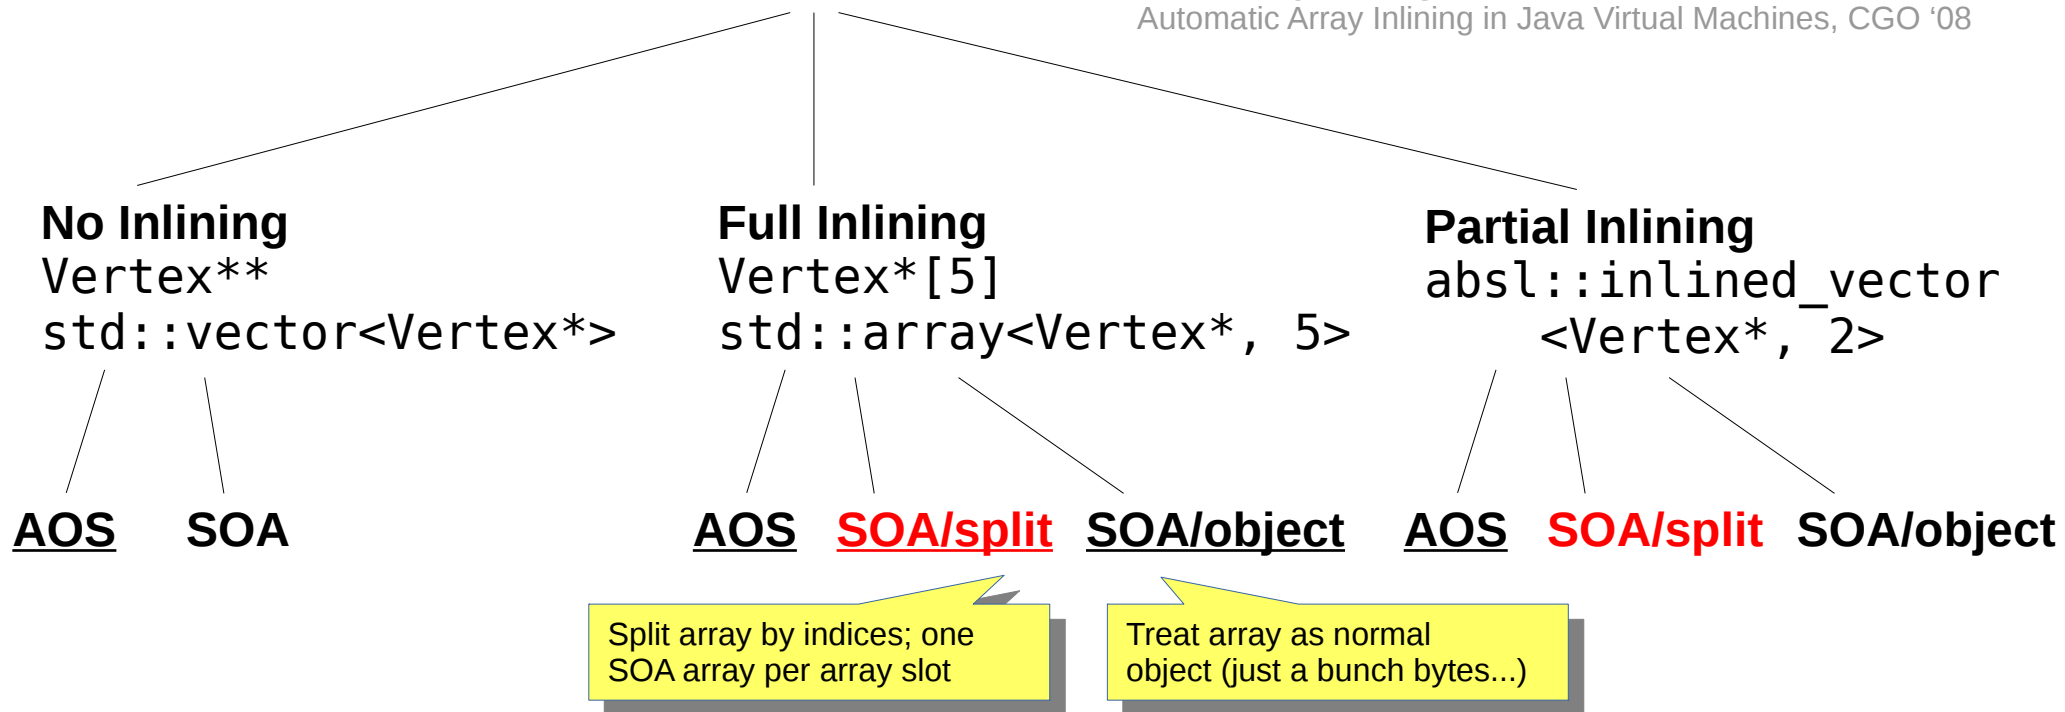 Automatic Array Inlining in Java Virtual Machines, CGO ‘08
No Inlining
Vertex**
std::vector<Vertex*>
Full Inlining
Vertex*[5]
std::array<Vertex*, 5>
Partial Inlining
absl::inlined_vector
<Vertex*, 2>
AOS SOA
AOS SOA/split SOA/object
AOS SOA/split SOA/object
Split array by indices; one
SOA array per array slot
Treat array as normal
object (just a bunch bytes...)